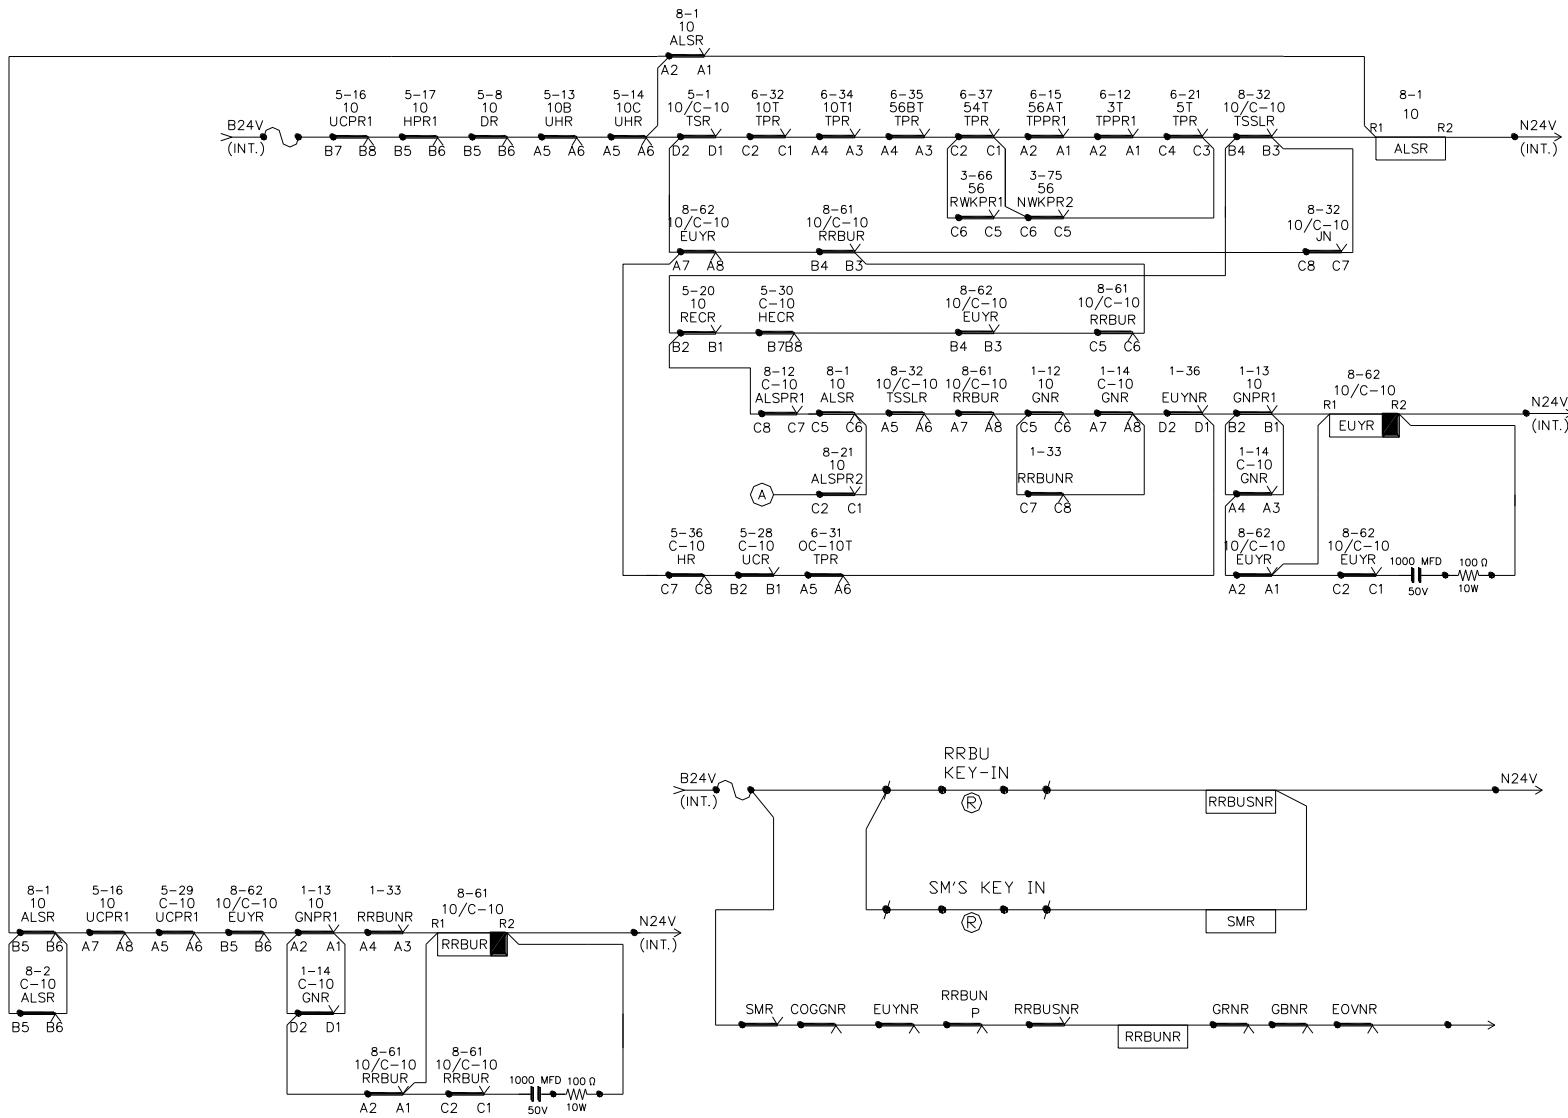 8-1
10
ALSR
A2 A1
5-16 5-17 5-8 5-13 5-14 5-1 6-32 6-34 6-35 6-37 6-15 6-12 6-21 8-32 8-1
10 10 10 10B 10C 10/C-10 10T 10T1 56BT 54T 56AT 3T 5T 10/C-10 10
UCPR1 HPR1 DR UHR UHR TSR TPR TPR TPR TPR TPPR1 TPPR1 TPR TSSLR
B24V R1 R2 N24V
(INT.) B7 B8 B5 B6 B5 B6 A5 A6 A5 A6 D2 D1 C2 C1 A4 A3 A4 A3 C2 C1 A2 A1 A2 A1 C4 C3 B4 B3 ALSR (INT.)
3-66 3-75
56 56
RWKPR1 NWKPR2
C6 C5 C6 C5
8-62 8-61 8-32
10/C-10 10/C-10 10/C-10
EUYR RRBUR JN
A7 A8 B4 B3 C8 C7
5-20 5-30 8-62 8-61
10 C-10 10/C-10 10/C-10
RECR HECR EUYR RRBUR
B2 B1 B7 B8 B4 B3 C5 C6
8-12 8-1 8-32 8-61 1-12 1-14 1-36 1-13 8-62
C-10 10 10/C-10 10/C-10 10 C-10 10 10/C-10
ALSPR1 ALSR TSSLR RRBUR GNR GNR EUYNR GNPR1 R1 R2 N24V
C8 C7 C5 C6 A5 A6 A7 A8 C5 C6 A7 A8 D2 D1 B2 B1 EUYR (INT.)
8-21 1-33 1-14
10 C-10
ALSPR2 RRBUNR GNR
A C2 C1 C7 C8 A4 A3
5-36 5-28 6-31 8-62 8-62
C-10 C-10 OC-10T 10/C-10 10/C-10
HR UCR TPR EUYR EUYR 1000 MFD 100 Ω
C7 C8 B2 B1 A5 A6 A2 A1 C2 C1 50V 10W
RRBU
KEY-IN
B24V N24V
(INT.) R RRBUSNR
SM'S KEY IN
R SMR
8-1 5-16 5-29 8-62 1-13 1-33 8-61
10 10 C-10 10/C-10 10 10/C-10
ALSR UCPR1 UCPR1 EUYR GNPR1 RRBUNR R1 R2 N24V
B5 B6 A7 A8 A5 A6 B5 B6 A2 A1 A4 A3 RRBUR (INT.)
8-2 1-14
C-10 C-10
ALSR GNR
B5 B6 D2 D1
SMR COGGNR EUYNR RRBUN P RRBUSNR RRBUNR GRNR GBNR EOVNR
8-61 8-61
10/C-10 10/C-10
RRBUR RRBUR 1000 MFD 100 Ω
A2 A1 C2 C1 50V 10W